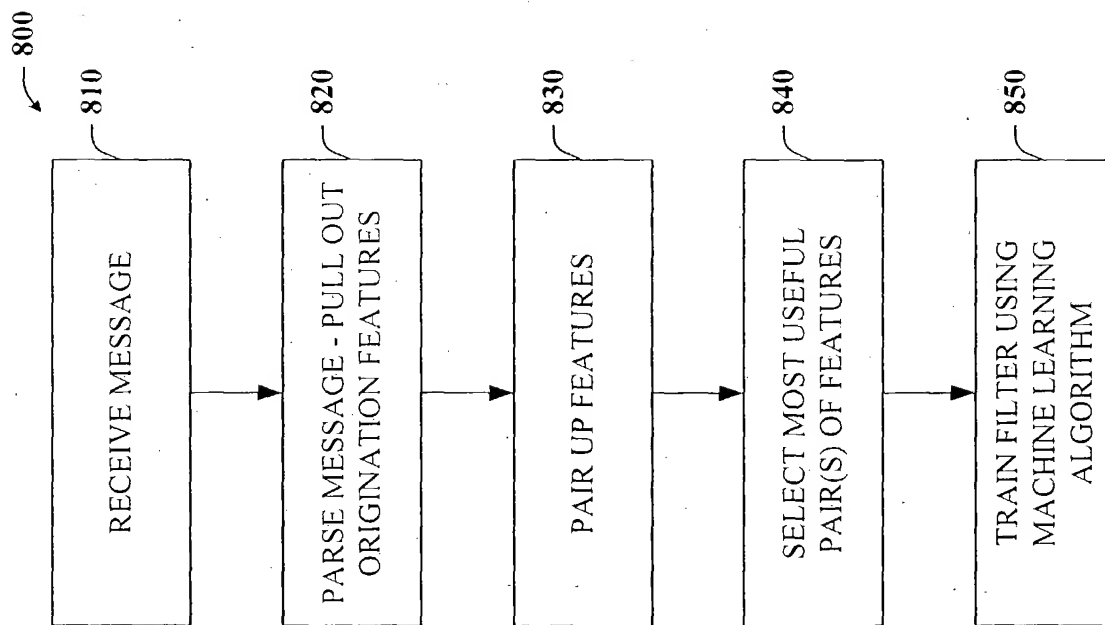 800
810
RECEIVE MESSAGE
820
PARSE MESSAGE - PULL OUT
ORIGINATION FEATURES
830
PAIR UP FEATURES
840
SELECT MOST USEFUL
PAIR(S) OF FEATURES
850
TRAIN FILTER USING
MACHINE LEARNING
ALGORITHM